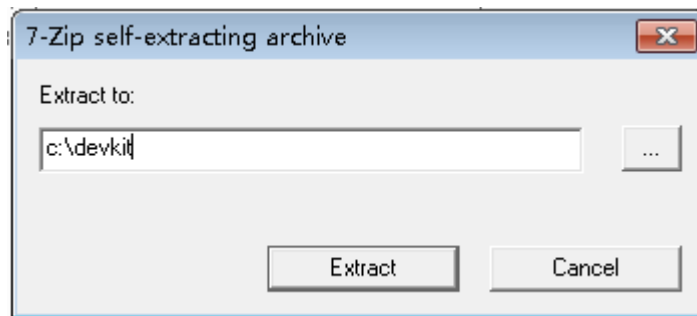 7-Zip self-extracting archive
Extract to:
c:\devkit
...
Extract
Cancel